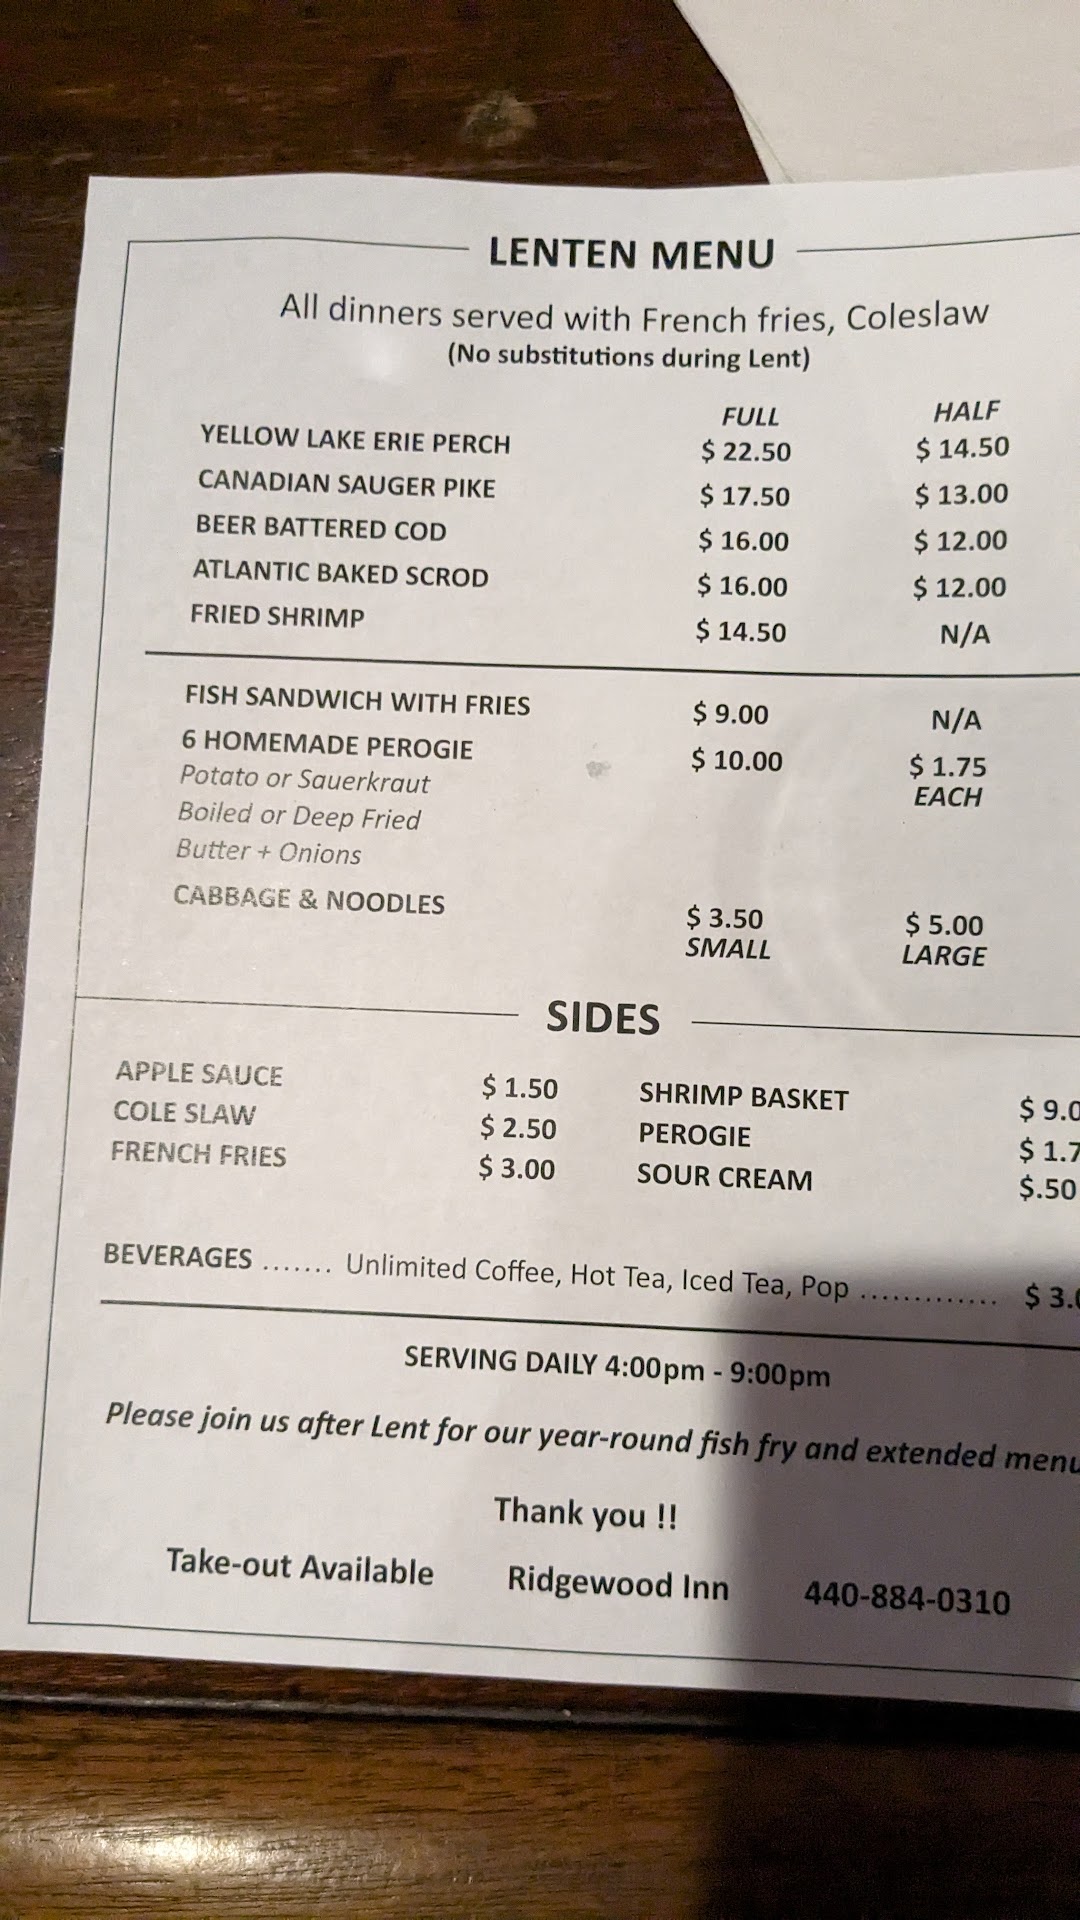 LENTEN MENU
All dinners served with French fries, Coleslaw
(No substitutions during Lent)
FULL HALF
YELLOW LAKE ERIE PERCH $ 22.50 $ 14.50
CANADIAN SAUGER PIKE $ 17.50 $ 13.00
BEER BATTERED COD $ 16.00 $ 12.00
ATLANTIC BAKED SCROD $ 16.00 $ 12.00
FRIED SHRIMP $ 14.50 N/A
FISH SANDWICH WITH FRIES $ 9.00 N/A
6 HOMEMADE PEROGIE $ 10.00 $ 1.75
Potato or Sauerkraut EACH
Boiled or Deep Fried
Butter + Onions
CABBAGE & NOODLES $ 3.50 $ 5.00
SMALL LARGE
SIDES
APPLE SAUCE $ 1.50 SHRIMP BASKET $ 9.0
COLE SLAW $ 2.50 PEROGIE $ 1.7
FRENCH FRIES $ 3.00 SOUR CREAM $.50
BEVERAGES ....... Unlimited Coffee, Hot Tea, Iced Tea, Pop ............. $ 3.0
SERVING DAILY 4:00pm - 9:00pm
Please join us after Lent for our year-round fish fry and extended menu
Thank you !!
Take-out Available Ridgewood Inn 440-884-0310